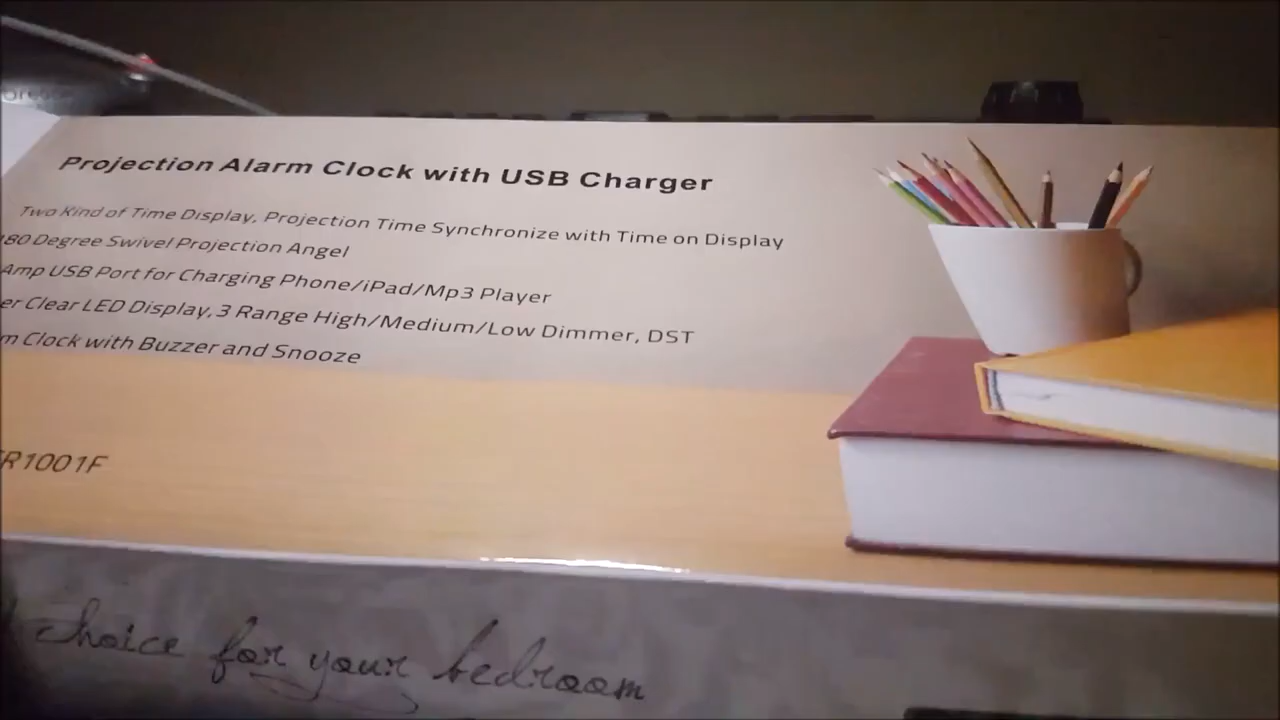 Projection Alarm Clock with USB Charger
Two Kind of Time Display, Projection Time Synchronize with Time on Display
180 Degree Swivel Projection Angel
Amp USB Port for Charging Phone/iPad/Mp3 Player
er Clear LED Display, 3 Range High/Medium/Low Dimmer, DST
m Clock with Buzzer and Snooze
R1001F
choice for your bedroom